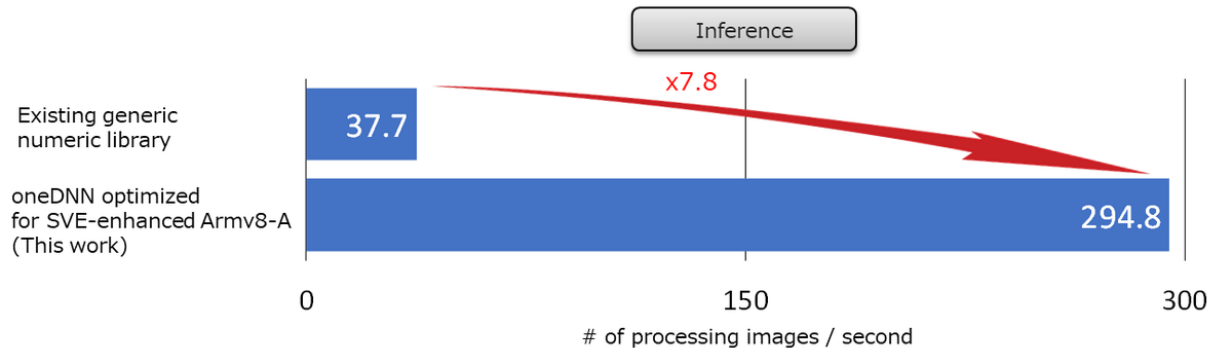 Inference
x7.8
Existing generic
numeric library
37.7
oneDNN optimized
for SVE-enhanced Armv8-A
(This work)
294.8
0
150
300
# of processing images / second